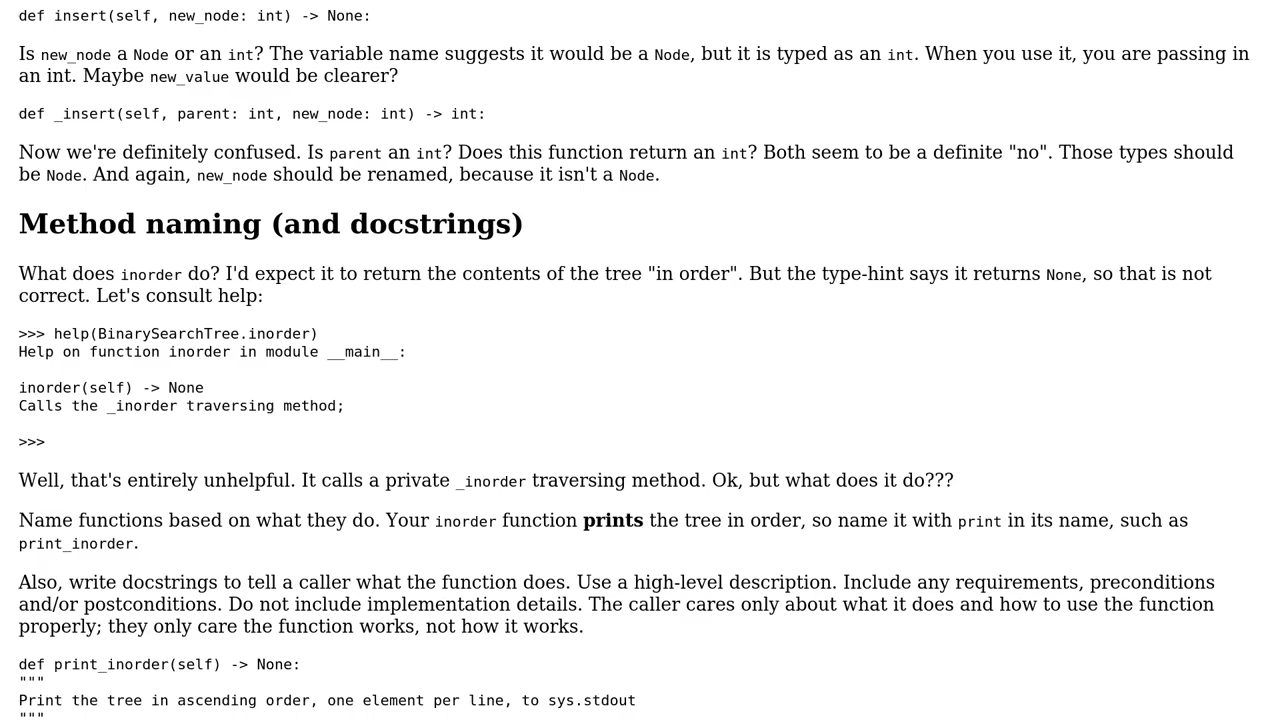 def insert(self, new_node: int) -> None:
Is new_node a Node or an int? The variable name suggests it would be a Node, but it is typed as an int. When you use it, you are passing in
an int. Maybe new_value would be clearer?
def _insert(self, parent: int, new_node: int) -> int:
Now we're definitely confused. Is parent an int? Does this function return an int? Both seem to be a definite "no". Those types should
be Node. And again, new_node should be renamed, because it isn't a Node.
Method naming (and docstrings)
What does inorder do? I'd expect it to return the contents of the tree "in order". But the type-hint says it returns None, so that is not
correct. Let's consult help:
>>> help(BinarySearchTree.inorder)
Help on function inorder in module __main__:
inorder(self) -> None
Calls the _inorder traversing method;
>>>
Well, that's entirely unhelpful. It calls a private _inorder traversing method. Ok, but what does it do???
Name functions based on what they do. Your inorder function prints the tree in order, so name it with print in its name, such as
print_inorder.
Also, write docstrings to tell a caller what the function does. Use a high-level description. Include any requirements, preconditions
and/or postconditions. Do not include implementation details. The caller cares only about what it does and how to use the function
properly; they only care the function works, not how it works.
def print_inorder(self) -> None:
"""
Print the tree in ascending order, one element per line, to sys.stdout
"""